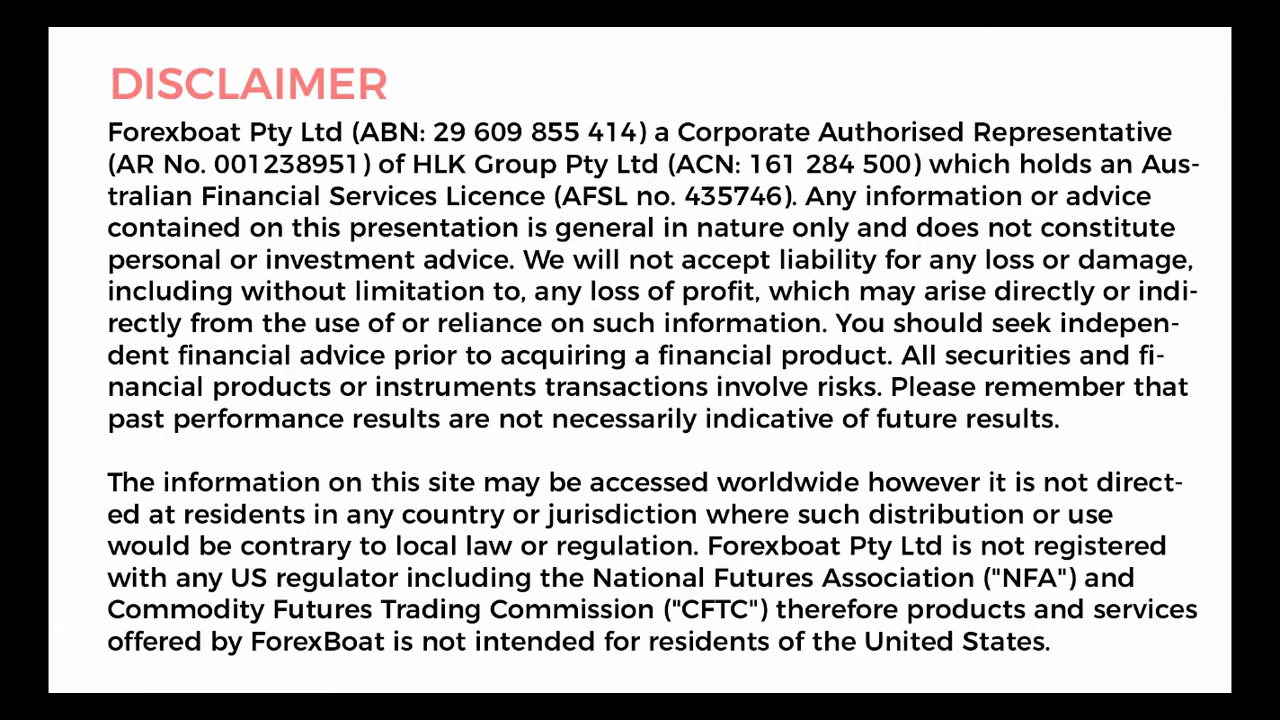 DISCLAIMER
Forexboat Pty Ltd (ABN: 29 609 855 414) a Corporate Authorised Representative
(AR No. 001238951) of HLK Group Pty Ltd (ACN: 161 284 500) which holds an Aus-
tralian Financial Services Licence (AFSL no. 435746). Any information or advice
contained on this presentation is general in nature only and does not constitute
personal or investment advice. We will not accept liability for any loss or damage,
including without limitation to, any loss of profit, which may arise directly or indi-
rectly from the use of or reliance on such information. You should seek indepen-
dent financial advice prior to acquiring a financial product. All securities and fi-
nancial products or instruments transactions involve risks. Please remember that
past performance results are not necessarily indicative of future results.
The information on this site may be accessed worldwide however it is not direct-
ed at residents in any country or jurisdiction where such distribution or use
would be contrary to local law or regulation. Forexboat Pty Ltd is not registered
with any US regulator including the National Futures Association ("NFA") and
Commodity Futures Trading Commission ("CFTC") therefore products and services
offered by ForexBoat is not intended for residents of the United States.